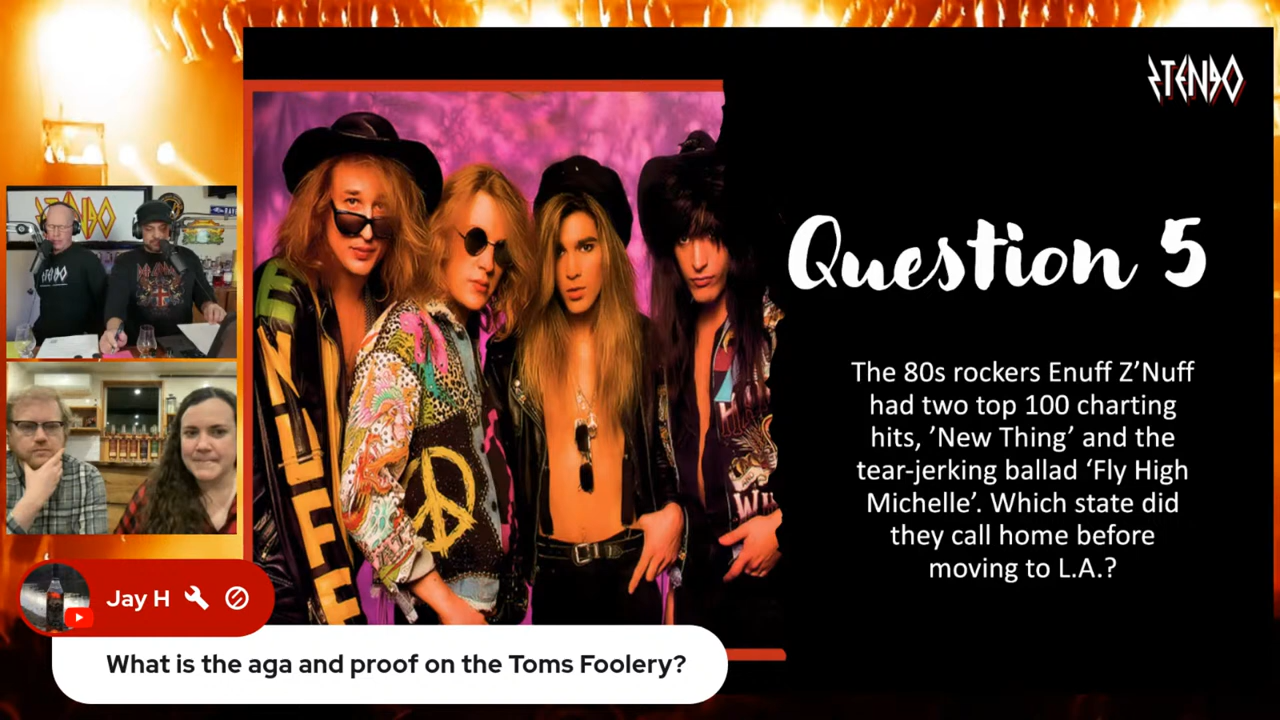 ZTEN90
Question 5
The 80s rockers Enuff Z’Nuff
had two top 100 charting
hits, ’New Thing’ and the
tear-jerking ballad ‘Fly High
Michelle’. Which state did
they call home before
moving to L.A.?
Jay H
What is the aga and proof on the Toms Foolery?